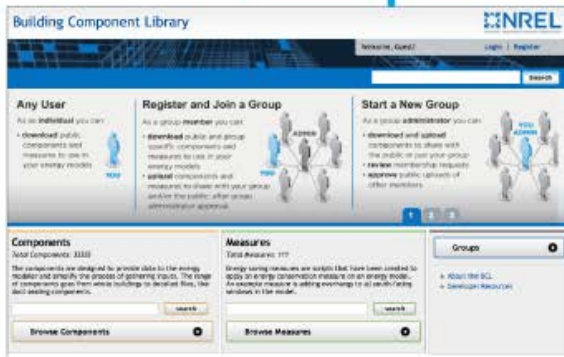 Building Component Library
NREL
Welcome, Guest!
Login | Register
Search
Any User
As an individual you can:
• download public
components and
measures to use in
your energy models
YOU
Register and Join a Group
As a group member you can:
• download public and group
specific components and
measures to use in your
energy models
• upload components and
measures to share with your group
and/or the public, after group
administrator approval
ADMIN
YOU
Start a New Group
As a group administrator you can:
• download and upload
components to share with
the public or just your group
• review membership requests
• approve public uploads of
other members
YOU
ADMIN
1 2 3
Components
Total Components:
The components are designed to provide data to the energy
modeler and simplify the process of gathering inputs. The range
of components goes from whole buildings to detailed files, like
duct sealing components.
search
Browse Components
Measures
Total Measures:
Energy saving measures are scripts that have been created to
apply an energy conservation measure on an energy model.
An example measure is adding overhangs to all south facing
windows in the model.
search
Browse Measures
Groups
About the BCL
Developer Resources